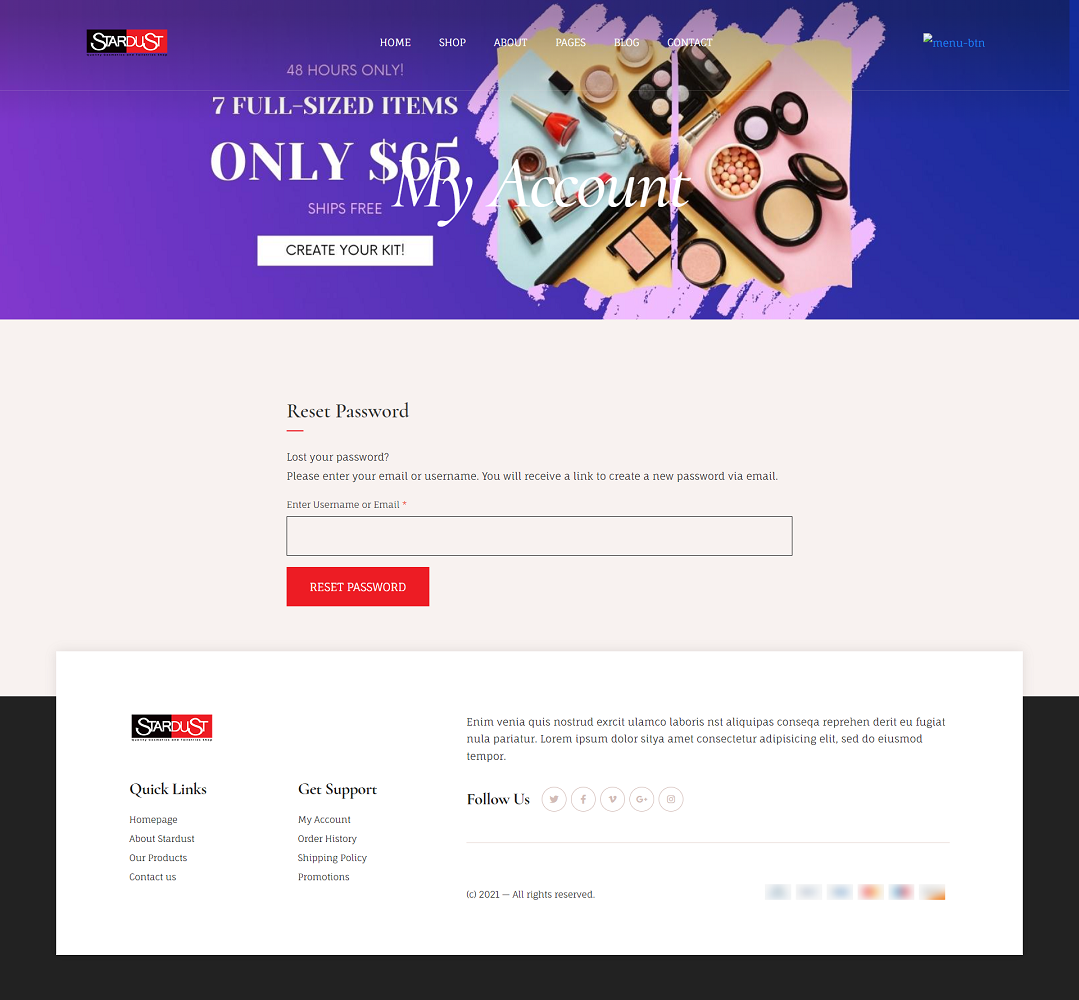 STARDUST
HOME SHOP ABOUT PAGES BLOG CONTACT
menu-btn
48 HOURS ONLY!
7 FULL-SIZED ITEMS
ONLY $65
SHIPS FREE
My Account
CREATE YOUR KIT!
Reset Password
Lost your password?
Please enter your email or username. You will receive a link to create a new password via email.
Enter Username or Email *
RESET PASSWORD
STARDUST
Enim venia quis nostrud exrcit ulamco laboris nst aliquipas conseqa reprehen derit eu fugiat
nula pariatur. Lorem ipsum dolor sitya amet consectetur adipisicing elit, sed do eiusmod
tempor.
Quick Links
Homepage
About Stardust
Our Products
Contact us
Get Support
My Account
Order History
Shipping Policy
Promotions
Follow Us
(c) 2021 — All rights reserved.